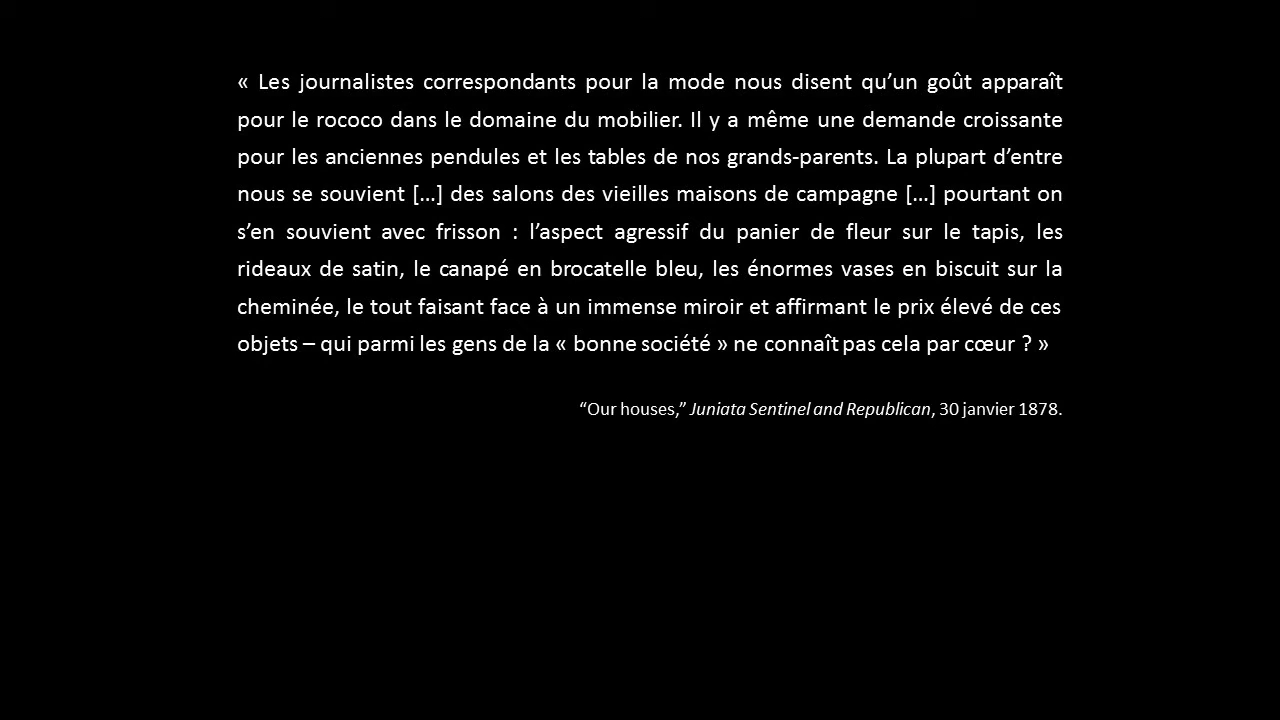 « Les journalistes correspondants pour la mode nous disent qu’un goût apparaît
pour le rococo dans le domaine du mobilier. Il y a même une demande croissante
pour les anciennes pendules et les tables de nos grands-parents. La plupart d’entre
nous se souvient […] des salons des vieilles maisons de campagne […] pourtant on
s’en souvient avec frisson : l’aspect agressif du panier de fleur sur le tapis, les
rideaux de satin, le canapé en brocatelle bleu, les énormes vases en biscuit sur la
cheminée, le tout faisant face à un immense miroir et affirmant le prix élevé de ces
objets – qui parmi les gens de la « bonne société » ne connaît pas cela par cœur ? »
“Our houses,” Juniata Sentinel and Republican, 30 janvier 1878.